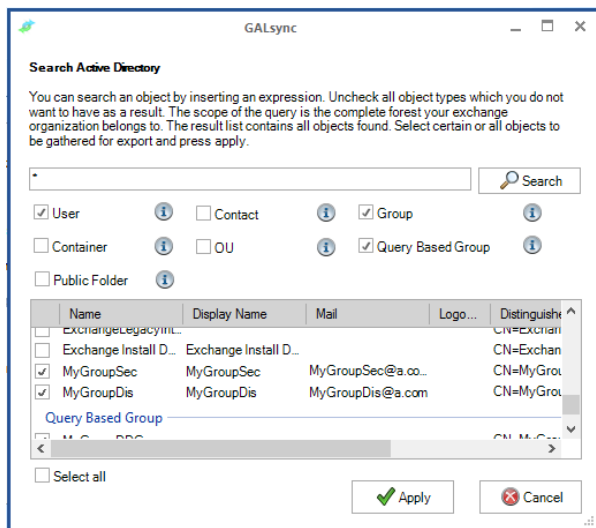 GALsync
Search Active Directory
You can search an object by inserting an expression. Uncheck all object types which you do not
want to have as a result. The scope of the query is the complete forest your exchange
organization belongs to. The result list contains all objects found. Select certain or all objects to
be gathered for export and press apply.
* Search
User Contact Group
Container OU Query Based Group
Public Folder
Name Display Name Mail Logo... Distinguishe
ExchangeLegacyInt... CN=Exchan
Exchange Install D... Exchange Install D... CN=Exchan
MyGroupSec MyGroupSec MyGroupSec@a.co... CN=MyGrou
MyGroupDis MyGroupDis MyGroupDis@a.com CN=MyGrou
Query Based Group
Select all
Apply Cancel